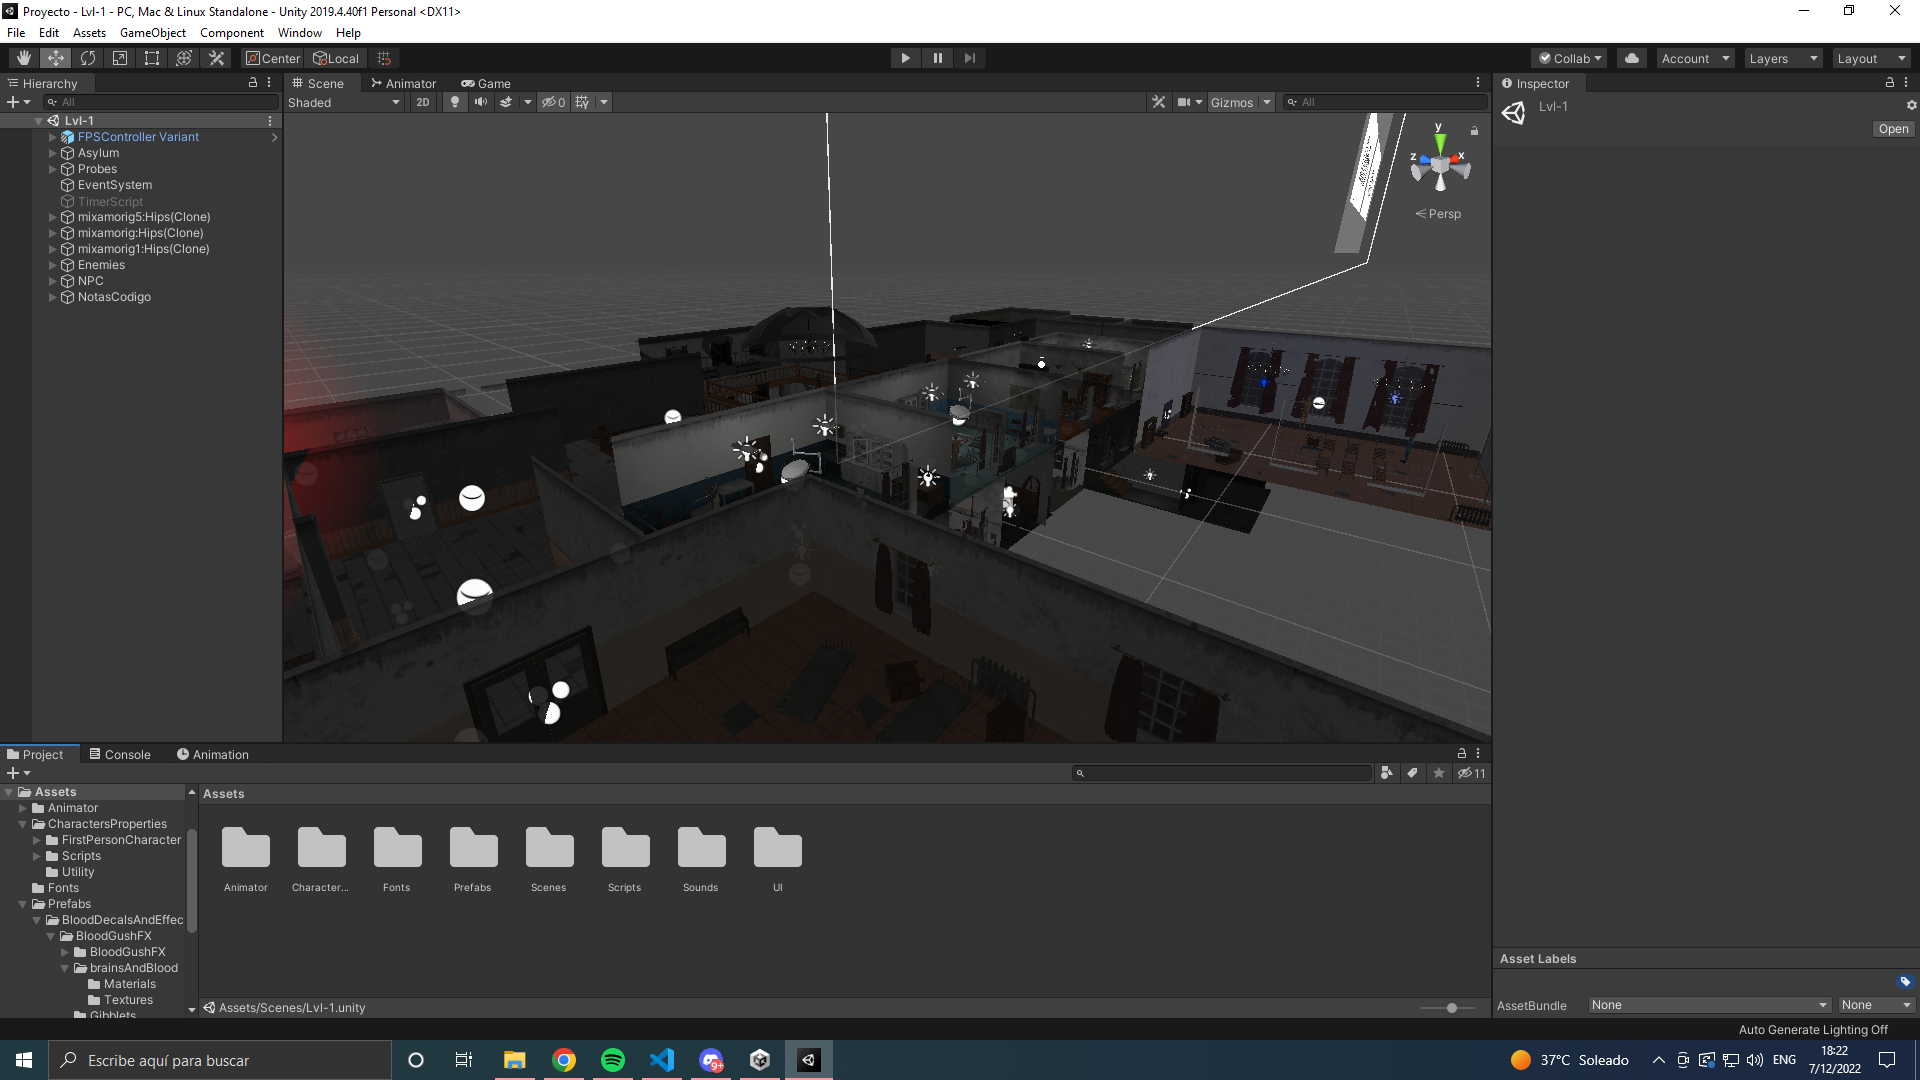 Proyecto - Lvl-1 - PC, Mac & Linux Standalone - Unity 2019.4.40f1 Personal <DX11>
File Edit Assets GameObject Component Window Help
Center Local Collab Account Layers Layout
Hierarchy
All
Lvl-1
FPSController Variant
Asylum
Probes
EventSystem
TimerScript
mixamorig5:Hips(Clone)
mixamorig:Hips(Clone)
mixamorig1:Hips(Clone)
Enemies
NPC
NotasCodigo
Scene Animator Game
Shaded 2D 0 Gizmos All
y
z x
Persp
Inspector
Lvl-1
Open
Project Console Animation
11
Assets
Animator
CharactersProperties
FirstPersonCharacter
Scripts
Utility
Fonts
Prefabs
BloodDecalsAndEffec
BloodGushFX
BloodGushFX
brainsAndBlood
Materials
Textures
Gibblets
Assets
Animator Character... Fonts Prefabs Scenes Scripts Sounds UI
Assets/Scenes/Lvl-1.unity
Asset Labels
AssetBundle None None
Auto Generate Lighting Off
Escribe aquí para buscar
9+
37°C Soleado
ENG
18:22
7/12/2022